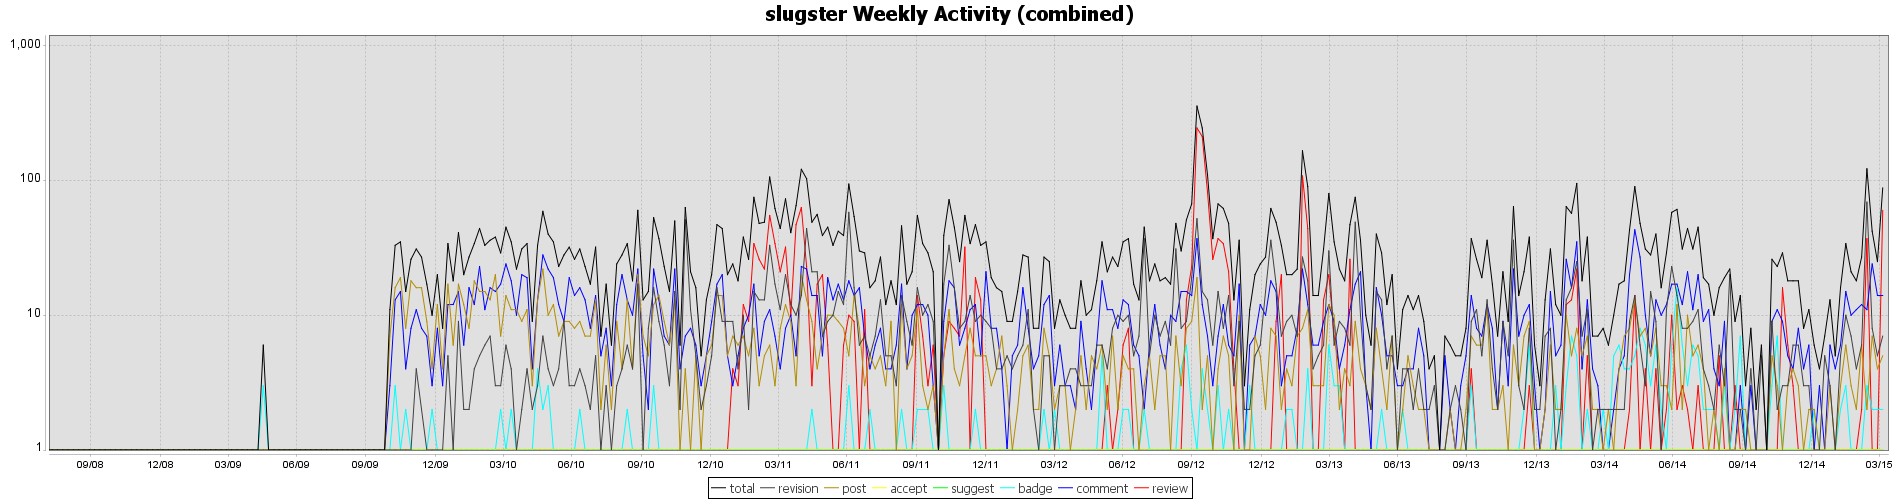 slugster Weekly Activity (combined)
1,000
100
10
1
09/08 12/08 03/09 06/09 09/09 12/09 03/10 06/10 09/10 12/10 03/11 06/11 09/11 12/11 03/12 06/12 09/12 12/12 03/13 06/13 09/13 12/13 03/14 06/14 09/14 12/14 03/15
total revision post accept suggest badge comment review